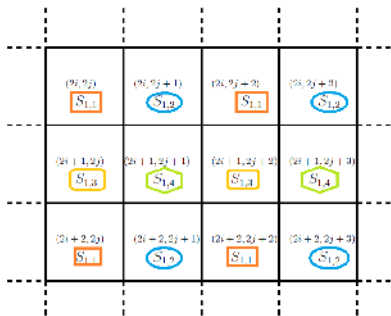 (2i, 2j) (2i, 2j + 1) (2i, 2j + 2) (2i, 2j + 3)
S1,1 S1,2 S1,1 S1,2
(2i + 1, 2j) (2i + 1, 2j + 1) (2i + 1, 2j + 2) (2i + 1, 2j + 3)
S1,3 S1,4 S1,3 S1,4
(2i + 2, 2j) (2i + 2, 2j + 1) (2i + 2, 2j + 2) (2i + 2, 2j + 3)
S1,1 S1,2 S1,1 S1,2